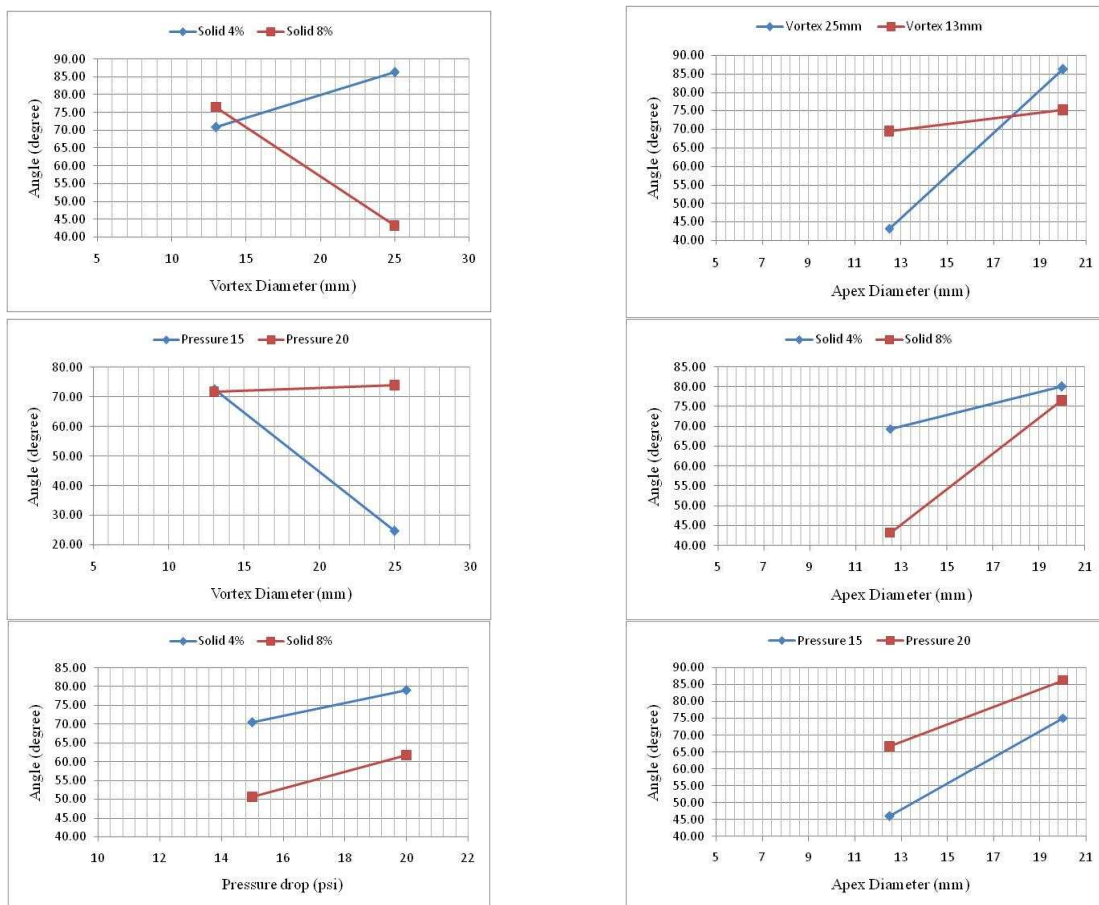 Solid 4% Solid 8%
90.00
85.00
80.00
75.00
70.00
65.00
60.00
55.00
50.00
45.00
40.00
Angle (degree)
5 10 15 20 25 30
Vortex Diameter (mm)
Vortex 25mm Vortex 13mm
90.00
85.00
80.00
75.00
70.00
65.00
60.00
55.00
50.00
45.00
40.00
Angle (degree)
5 7 9 11 13 15 17 19 21
Apex Diameter (mm)
Pressure 15 Pressure 20
80.00
70.00
60.00
50.00
40.00
30.00
20.00
Angle (degree)
5 10 15 20 25 30
Vortex Diameter (mm)
Solid 4% Solid 8%
85.00
80.00
75.00
70.00
65.00
60.00
55.00
50.00
45.00
40.00
Angle (degree)
5 7 9 11 13 15 17 19 21
Apex Diameter (mm)
Solid 4% Solid 8%
85.00
80.00
75.00
70.00
65.00
60.00
55.00
50.00
45.00
40.00
Angle (degree)
10 12 14 16 18 20 22
Pressure drop (psi)
Pressure 15 Pressure 20
90.00
85.00
80.00
75.00
70.00
65.00
60.00
55.00
50.00
45.00
40.00
Angle (degree)
5 7 9 11 13 15 17 19 21
Apex Diameter (mm)